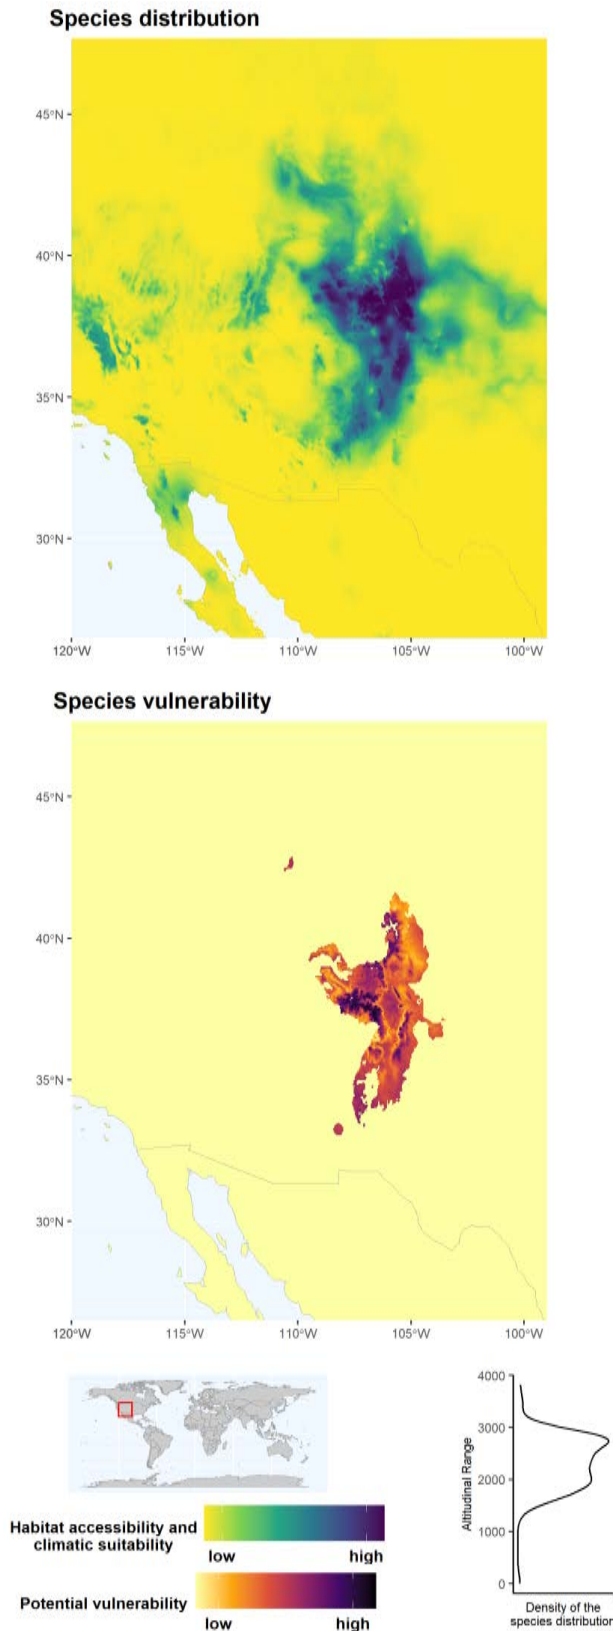 Species distribution
45°N
40°N
35°N
30°N
120°W 115°W 110°W 105°W 100°W
Species vulnerability
45°N
40°N
35°N
30°N
120°W 115°W 110°W 105°W 100°W
Habitat accessibility and
climatic suitability
low high
Potential vulnerability
low high
Altitudinal Range
4000
3000
2000
1000
0
Density of the
species distribution